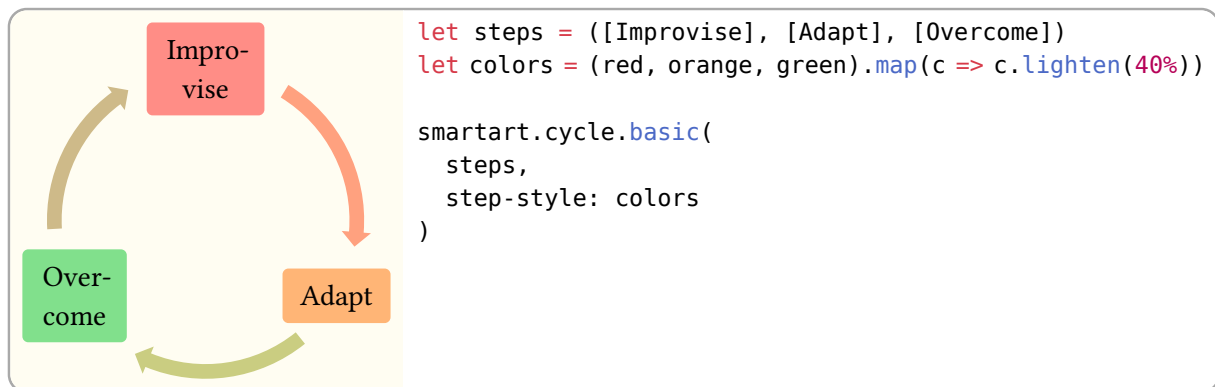 Impro-
vise
Adapt
Over-
come
let steps = ([Improvise], [Adapt], [Overcome])
let colors = (red, orange, green).map(c => c.lighten(40%))

smartart.cycle.basic(
  steps,
  step-style: colors
)